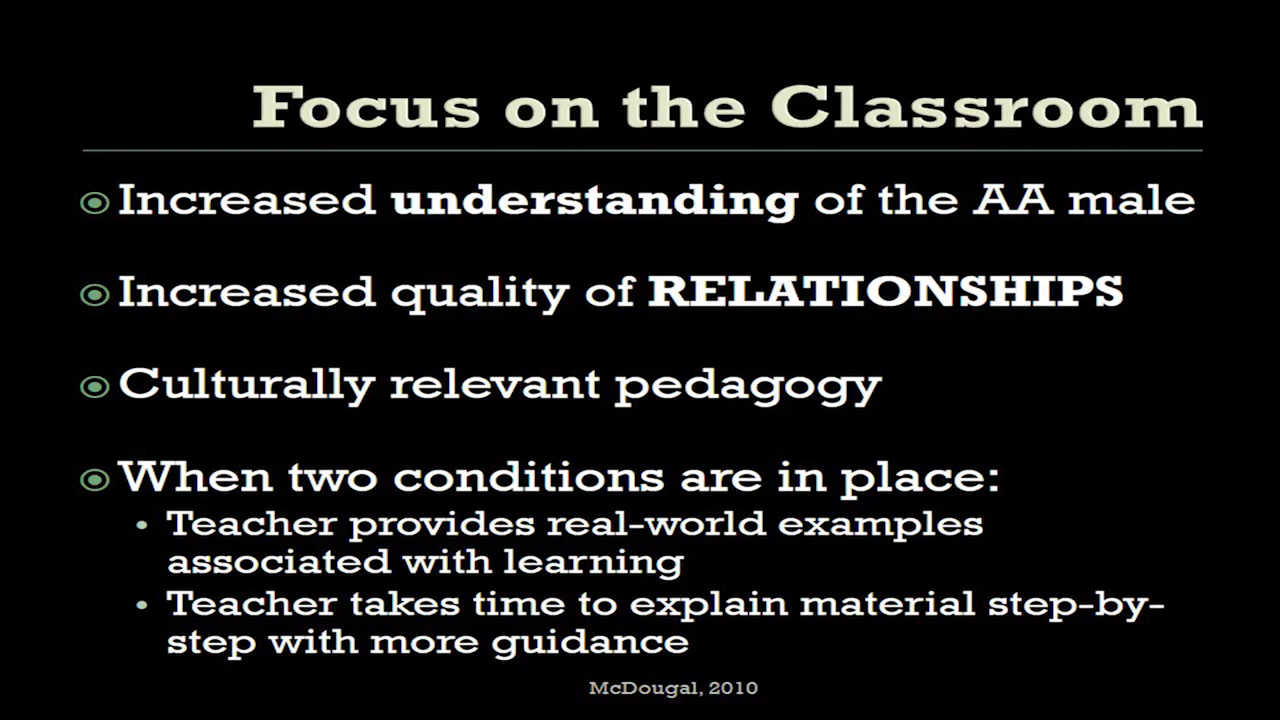 Focus on the Classroom
Increased understanding of the AA male
Increased quality of RELATIONSHIPS
Culturally relevant pedagogy
When two conditions are in place:
Teacher provides real-world examples
associated with learning
Teacher takes time to explain material step-by-
step with more guidance
McDougal, 2010